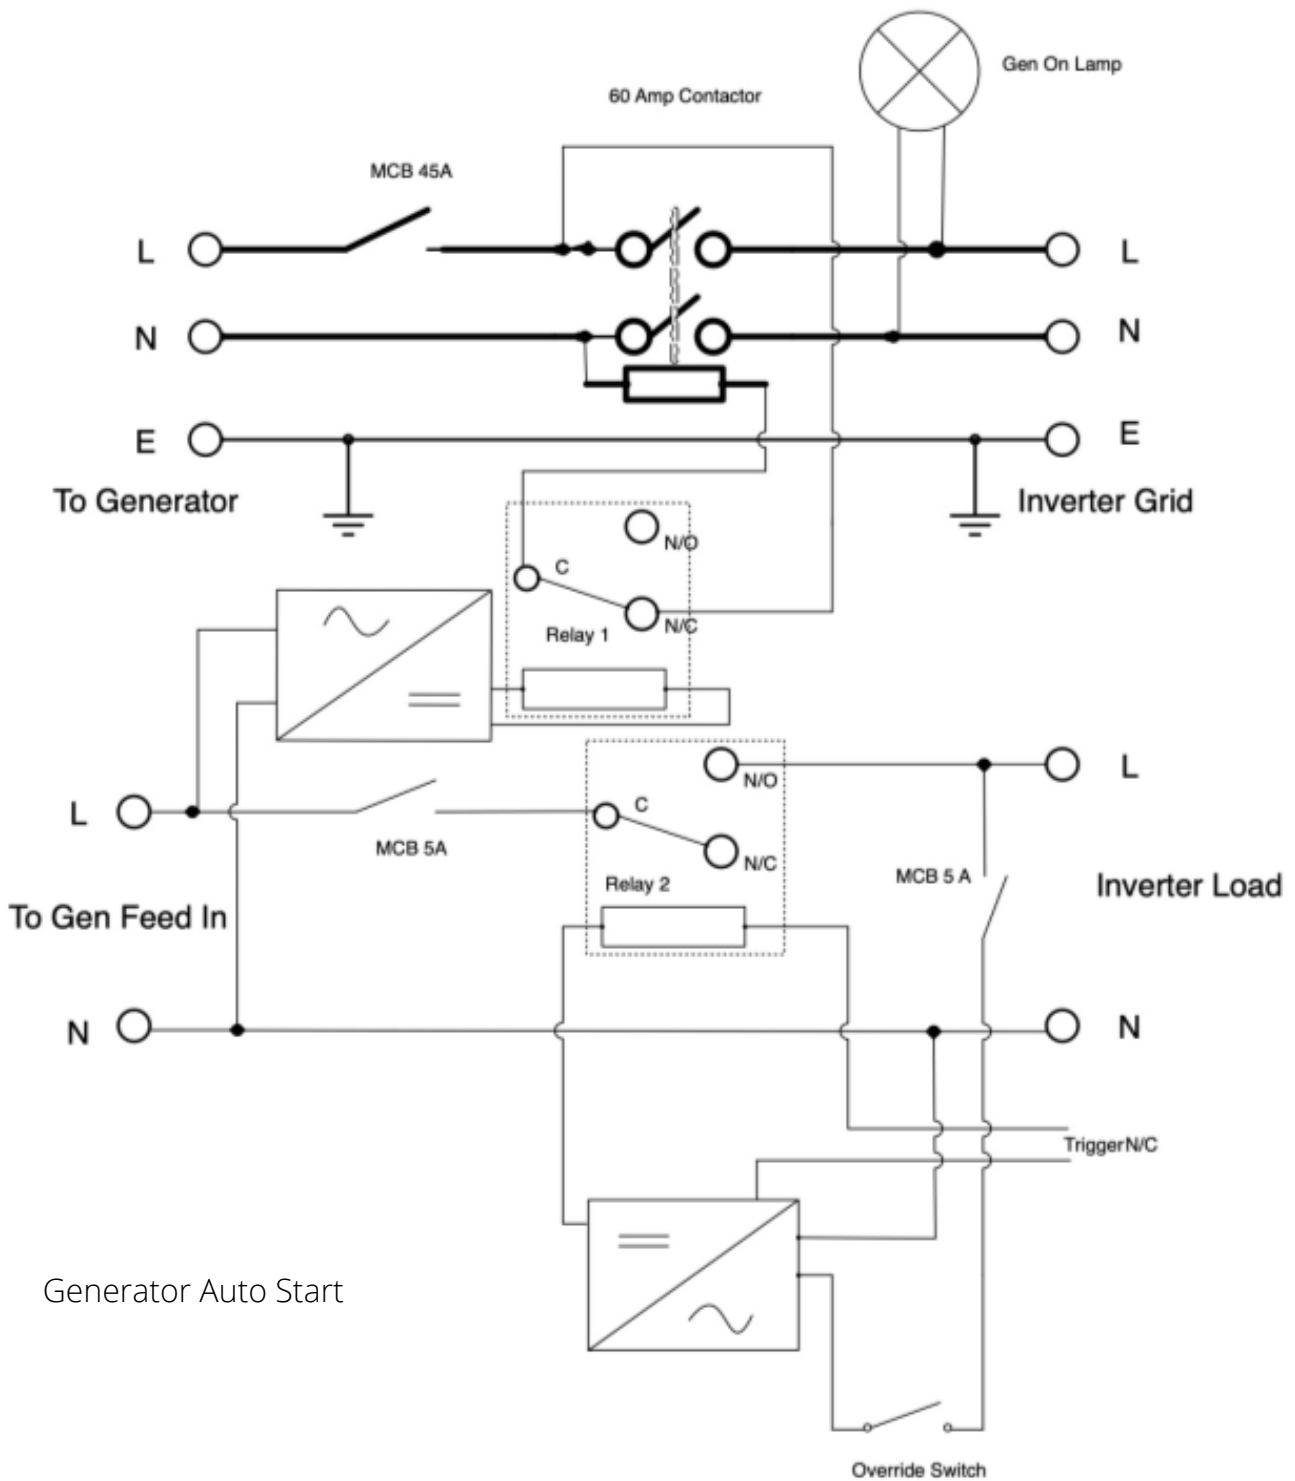 Gen On Lamp
60 Amp Contactor
MCB 45A
L
L
N
N
E
E
To Generator
Inverter Grid
N/O
C
N/C
Relay 1
L
N/O
L
C
MCB 5A
N/C
MCB 5 A
Relay 2
Inverter Load
To Gen Feed In
N
N
TriggerN/C
Generator Auto Start
Override Switch